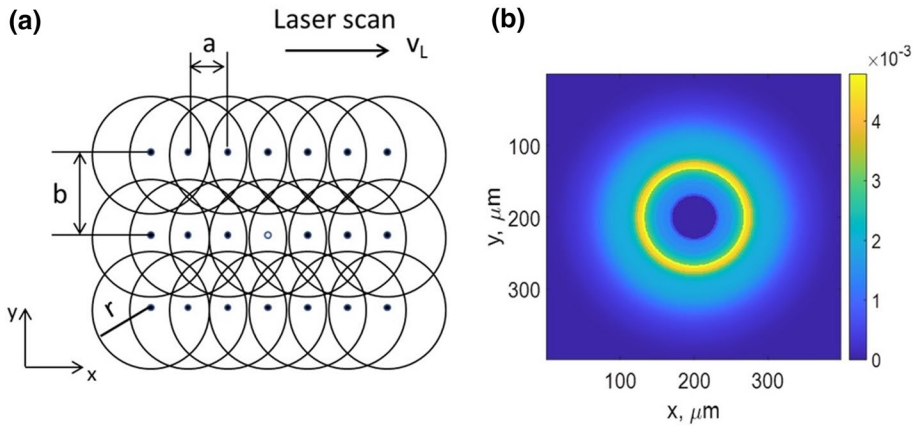 (a)
Laser scan
a
v_L
b
r
y
x
(b)
×10⁻³
4
3
2
1
0
100
200
300
y, μm
100 200 300
x, μm